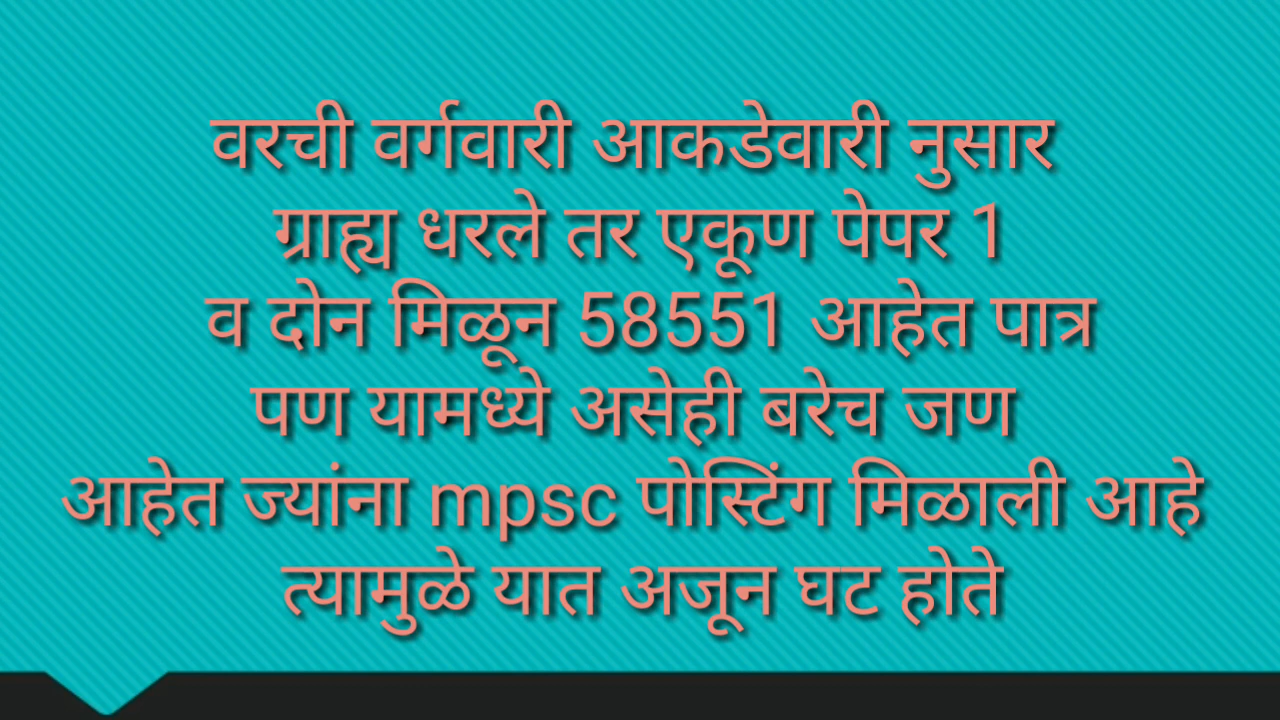 वरची वर्गवारी आकडेवारी नुसार
ग्राह्य धरले तर एकूण पेपर 1
व दोन मिळून 58551 आहेत पात्र
पण यामध्ये असेही बरेच जण
आहेत ज्यांना mpsc पोस्टिंग मिळाली आहे
त्यामुळे यात अजून घट होते